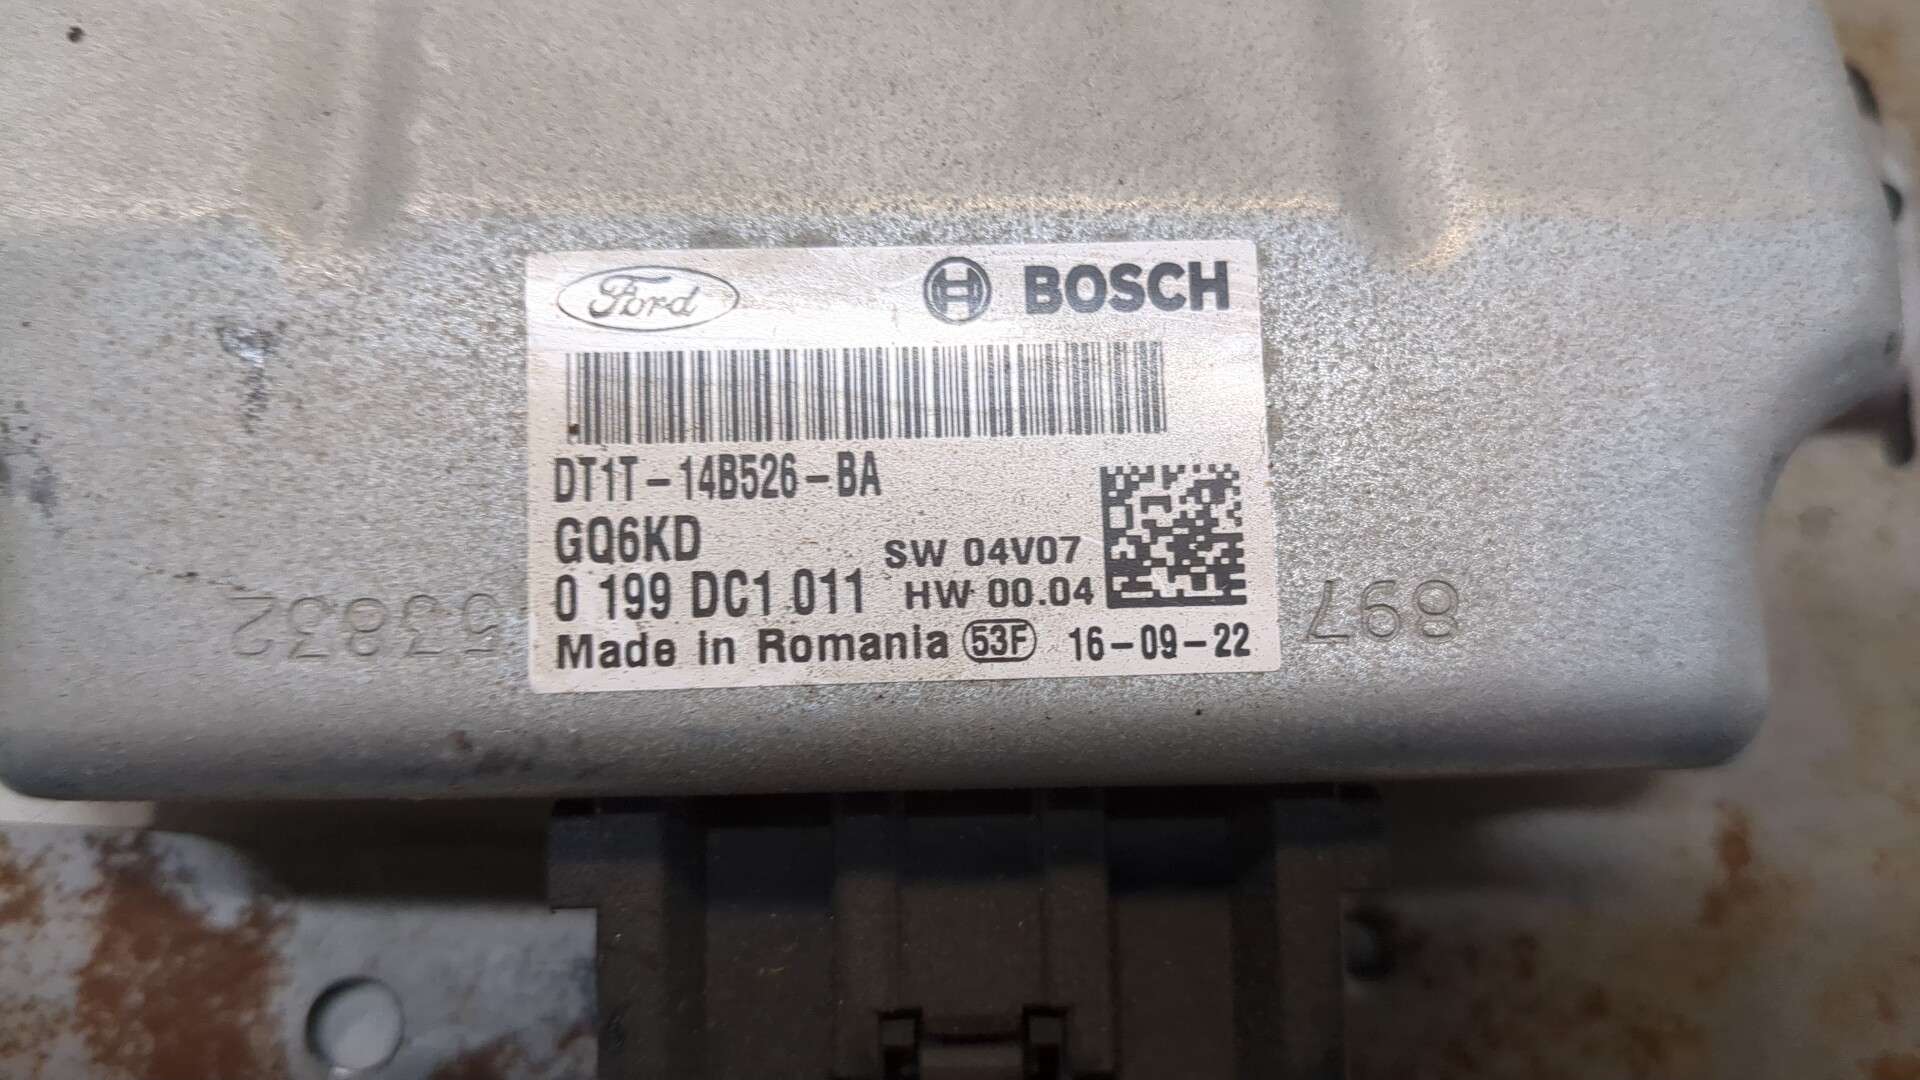 Ford BOSCH
DT1T-14B526-BA
GQ6KD
SW 04V07
0 199 DC1 011
HW 00.04
Made in Romania 53F 16-09-22
53832
897